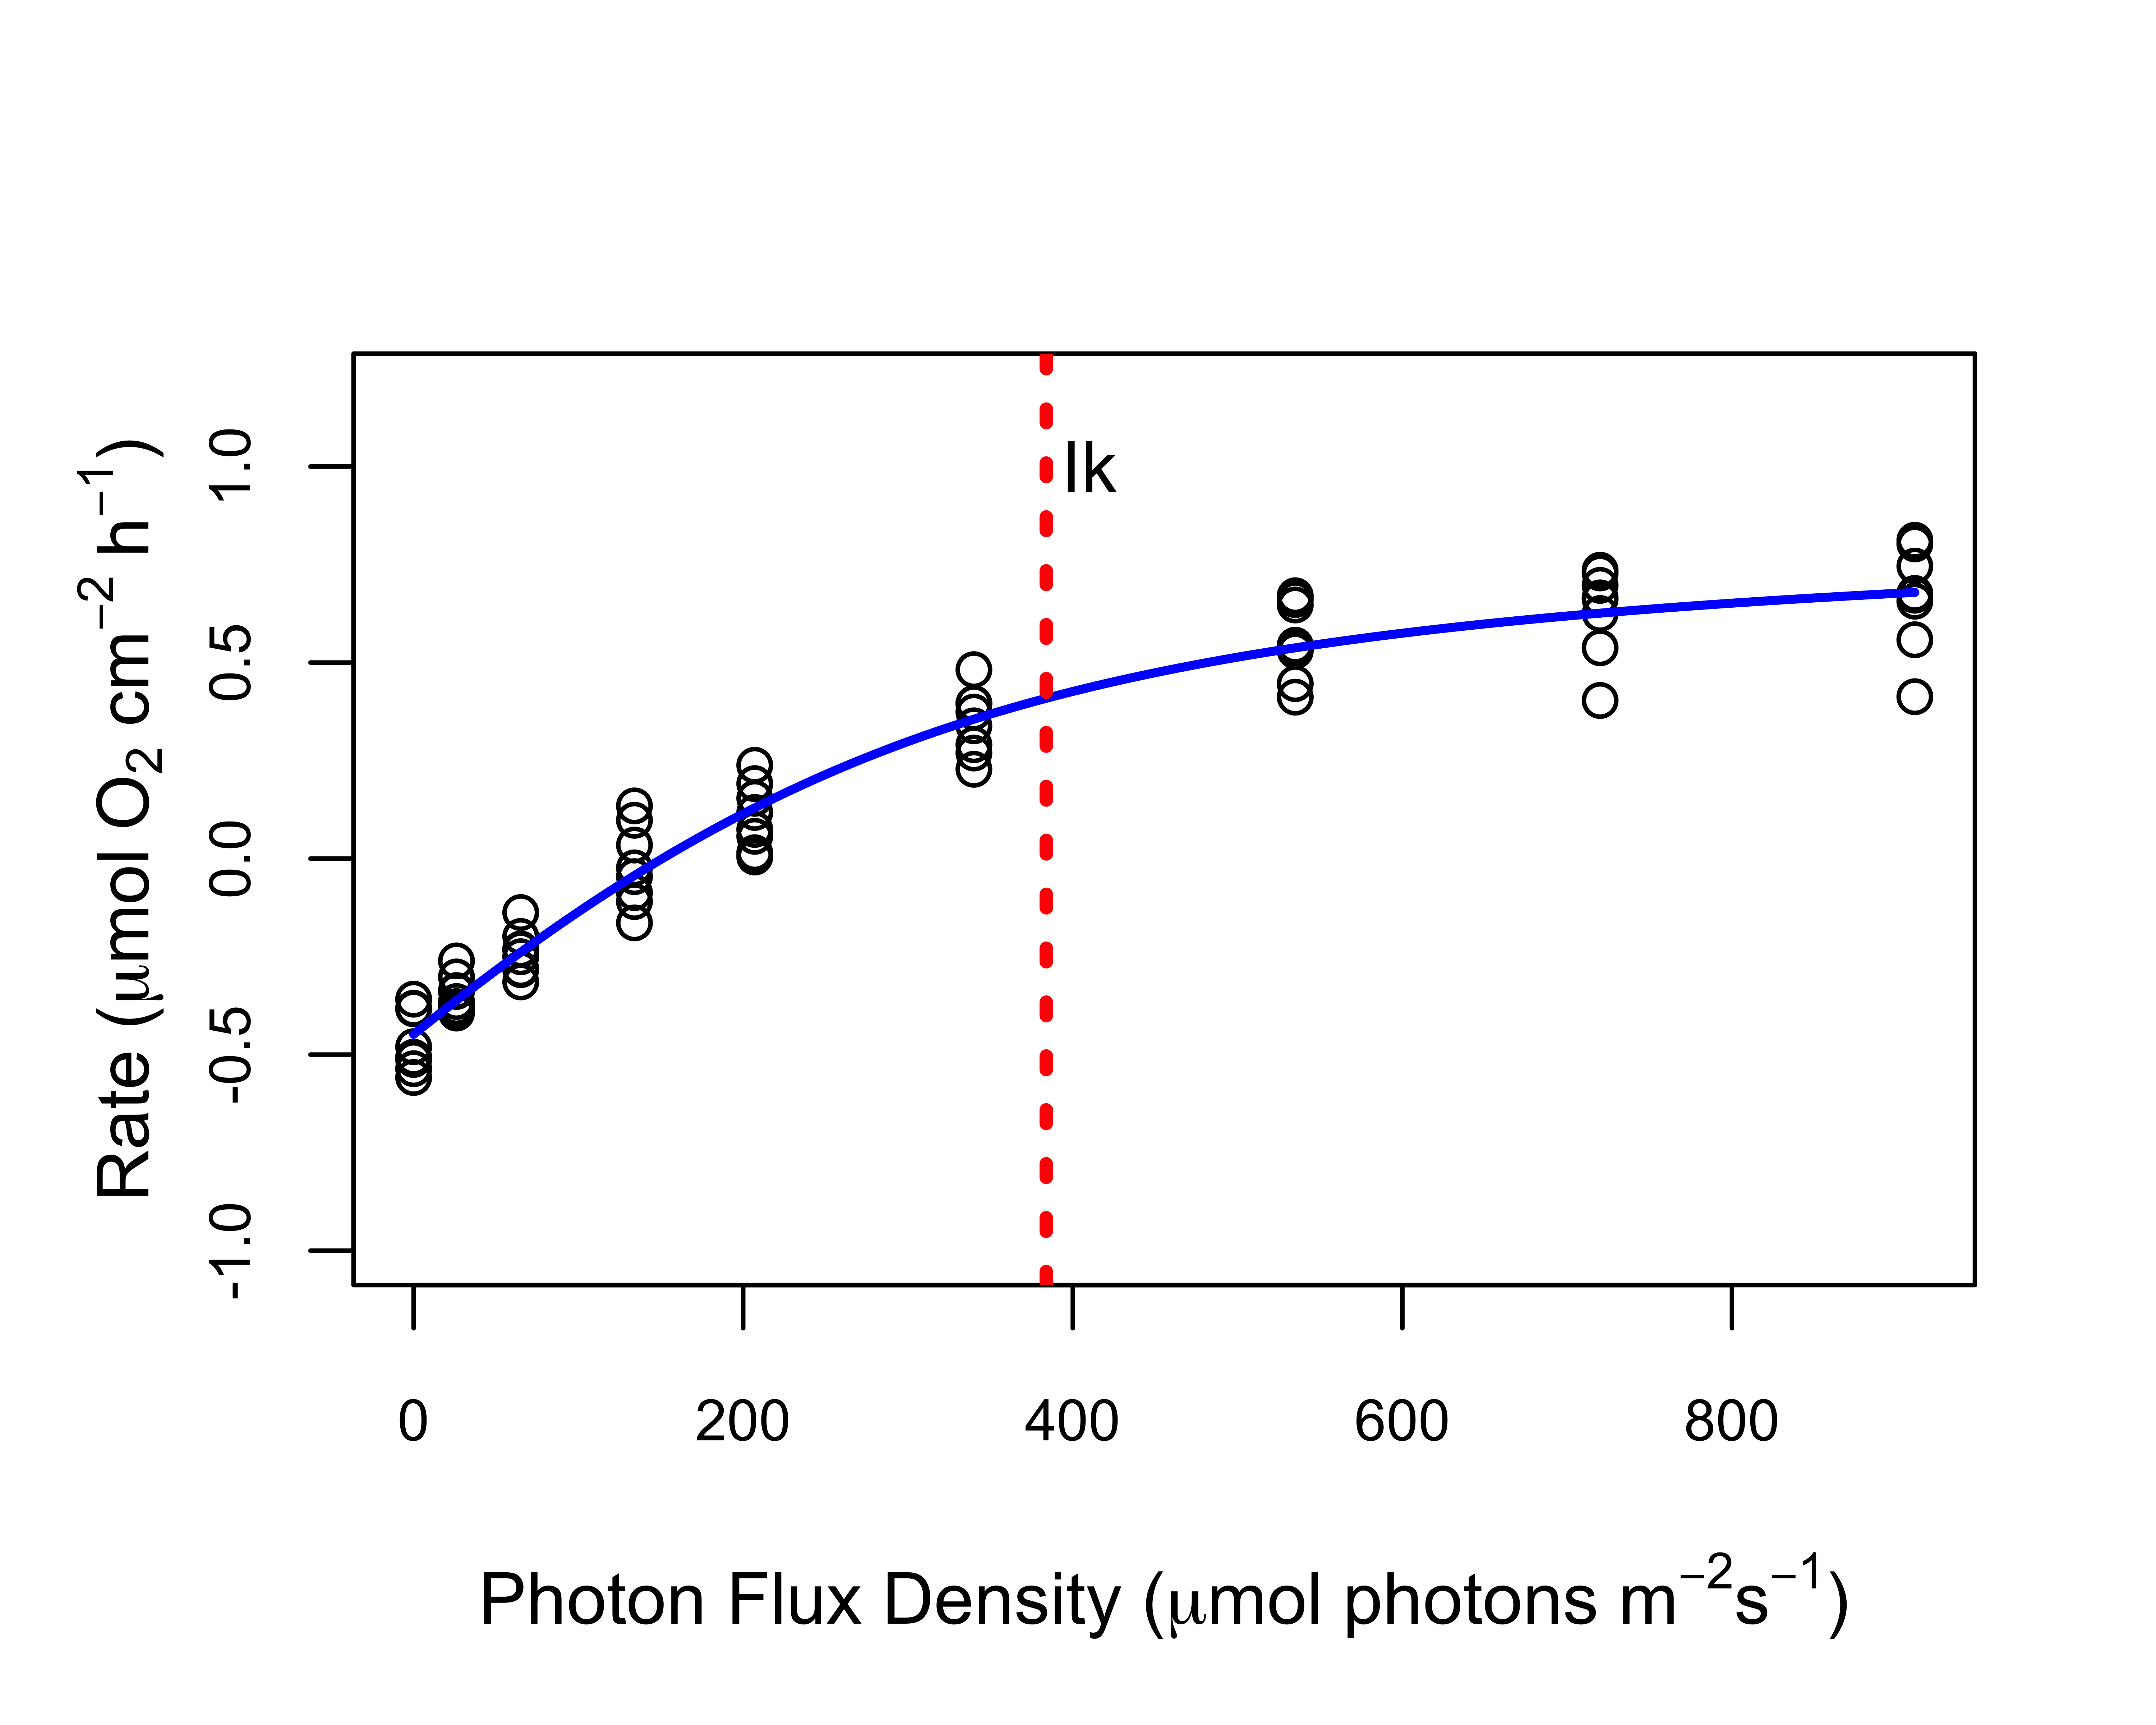 Rate (μmol O₂ cm⁻² h⁻¹)
1.0
0.5
0.0
-0.5
-1.0
Ik
0 200 400 600 800
Photon Flux Density (μmol photons m⁻²s⁻¹)